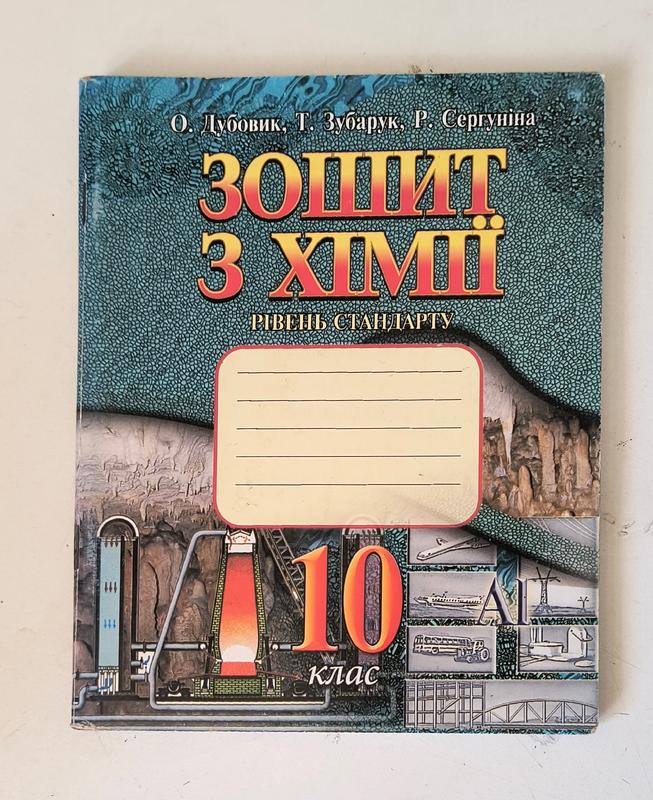 О. Дубовик, Т. Зубарук, Р. Сергуніна
ЗОШИТ
З ХІМІЇ
РІВЕНЬ СТАНДАРТУ
10
клас
Al